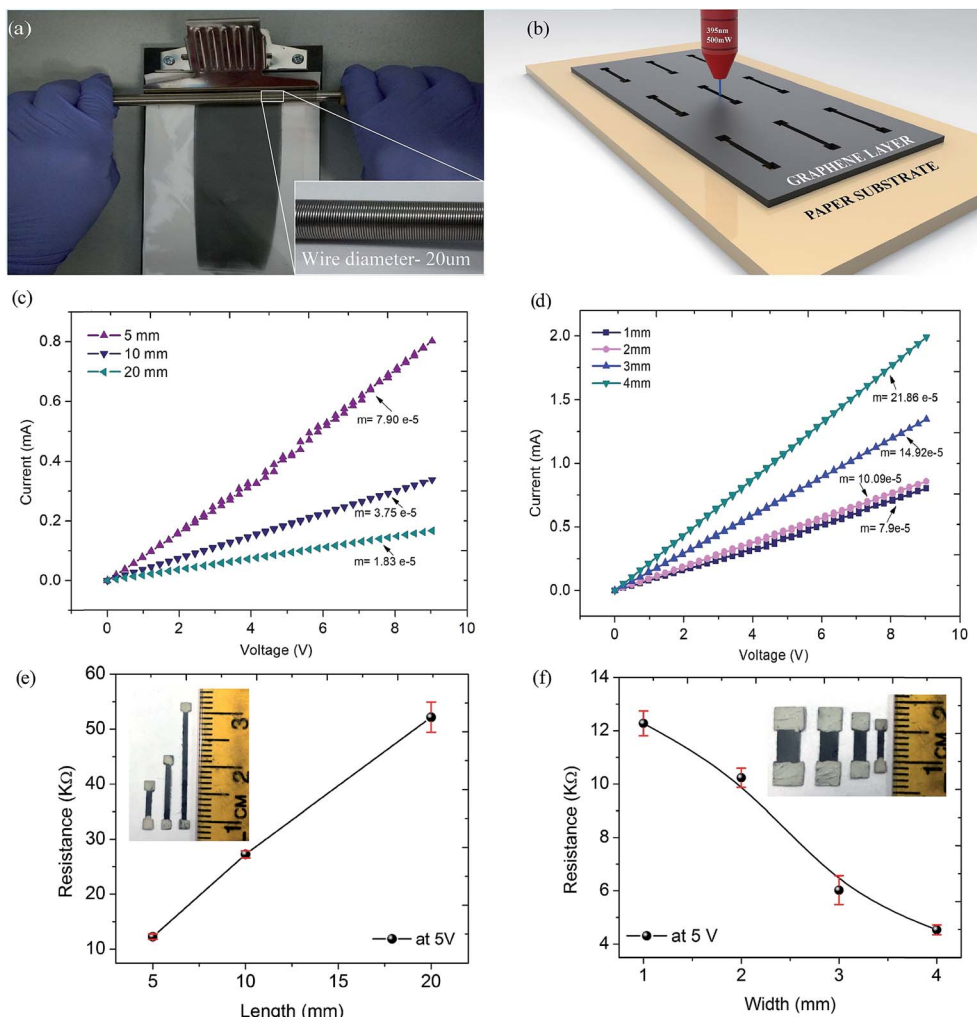 (a)
Wire diameter- 20um
(b)
395nm
500mW
GRAPHENE LAYER
PAPER SUBSTRATE
(c)
5 mm
10 mm
20 mm
m= 7.90 e-5
m= 3.75 e-5
m= 1.83 e-5
0.8
0.6
0.4
0.2
0.0
Current (mA)
0 2 4 6 8 10
Voltage (V)
(d)
1mm
2mm
3mm
4mm
m= 21.86 e-5
m= 14.92e-5
m= 10.09e-5
m= 7.9e-5
2.0
1.5
1.0
0.5
0.0
Current (mA)
0 2 4 6 8 10
Voltage (V)
(e)
3
2
1 CM
at 5V
60
50
40
30
20
10
Resistance (KΩ)
5 10 15 20
Length (mm)
(f)
2
1 CM
at 5 V
12
10
8
6
4
Resistance (KΩ)
1 2 3 4
Width (mm)